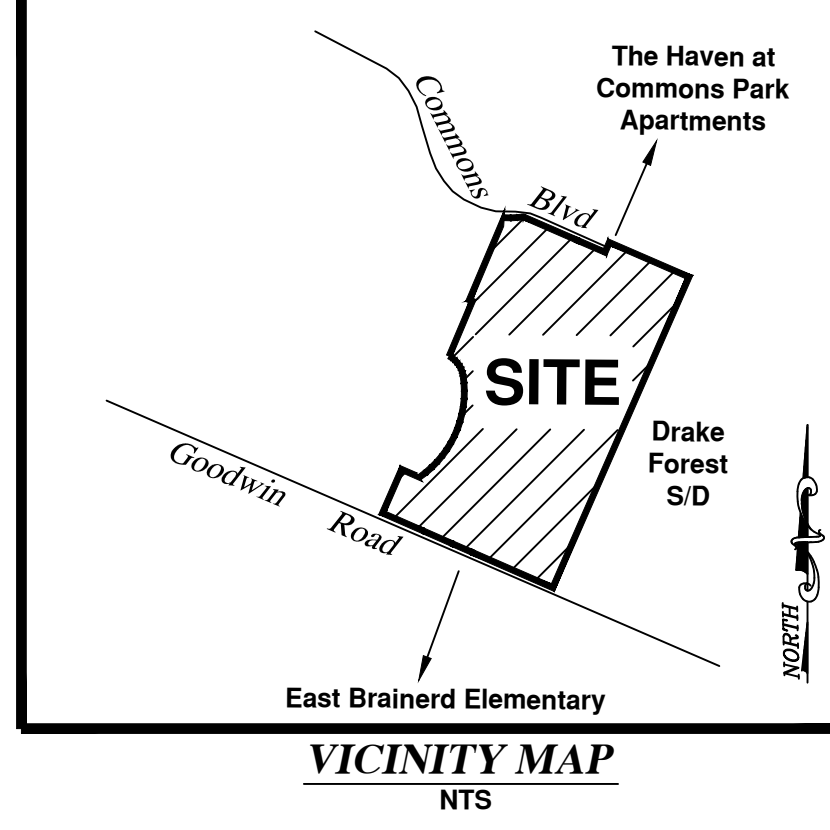 The Haven at
Commons Park
Apartments
Commons
Blvd
SITE
Drake
Forest
S/D
Goodwin
Road
NORTH
East Brainerd Elementary
VICINITY MAP
NTS